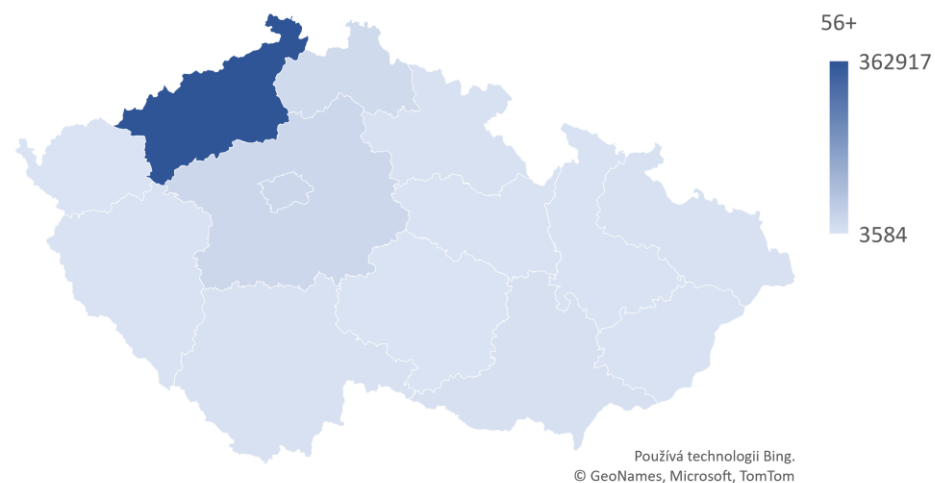 56+
362917
3584
Používá technologii Bing.
© GeoNames, Microsoft, TomTom